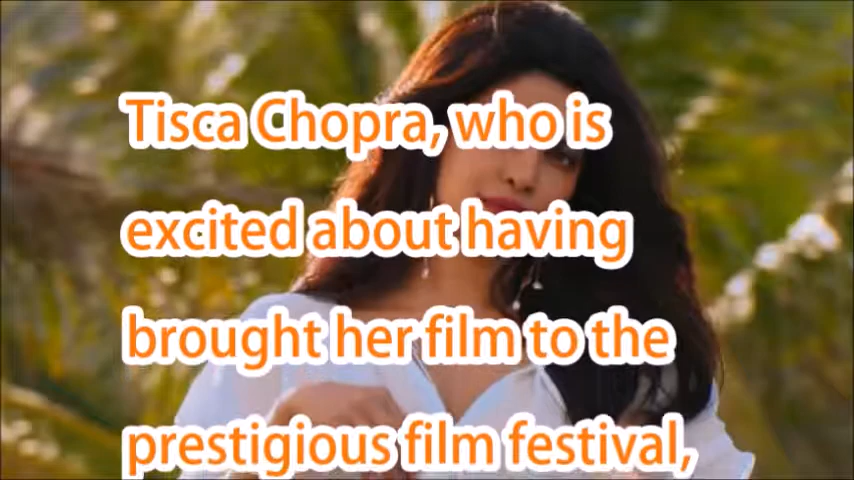 Tisca Chopra, who is
excited about having
brought her film to the
prestigious film festival,